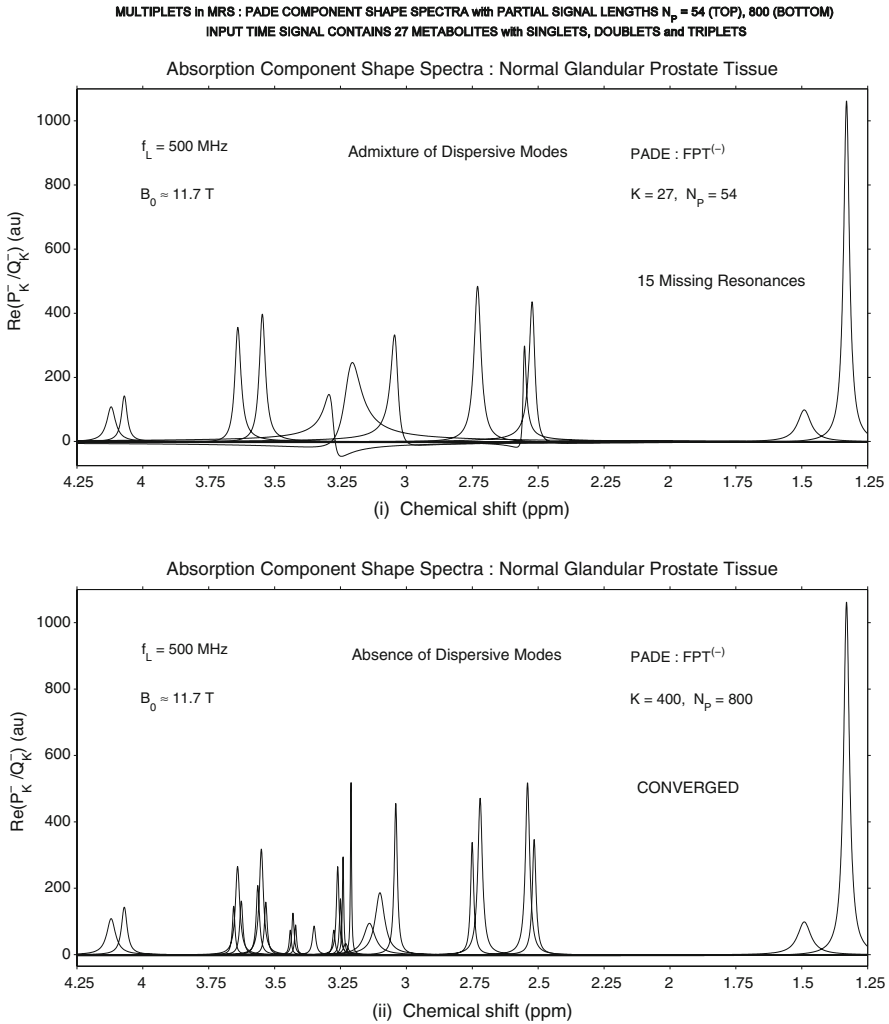 MULTIPLETS in MRS : PADE COMPONENT SHAPE SPECTRA with PARTIAL SIGNAL LENGTHS N_P = 54 (TOP), 800 (BOTTOM)
INPUT TIME SIGNAL CONTAINS 27 METABOLITES with SINGLETS, DOUBLETS and TRIPLETS
Absorption Component Shape Spectra : Normal Glandular Prostate Tissue
f_L = 500 MHz
Admixture of Dispersive Modes
PADE : FPT^(−)
B_0 ≈ 11.7 T
K = 27, N_P = 54
15 Missing Resonances
Re(P_K^− /Q_K^−) (au)
1000
800
600
400
200
0
4.25 4 3.75 3.5 3.25 3 2.75 2.5 2.25 2 1.75 1.5 1.25
(i) Chemical shift (ppm)
Absorption Component Shape Spectra : Normal Glandular Prostate Tissue
f_L = 500 MHz
Absence of Dispersive Modes
PADE : FPT^(−)
B_0 ≈ 11.7 T
K = 400, N_P = 800
CONVERGED
Re(P_K^− /Q_K^−) (au)
1000
800
600
400
200
0
4.25 4 3.75 3.5 3.25 3 2.75 2.5 2.25 2 1.75 1.5 1.25
(ii) Chemical shift (ppm)